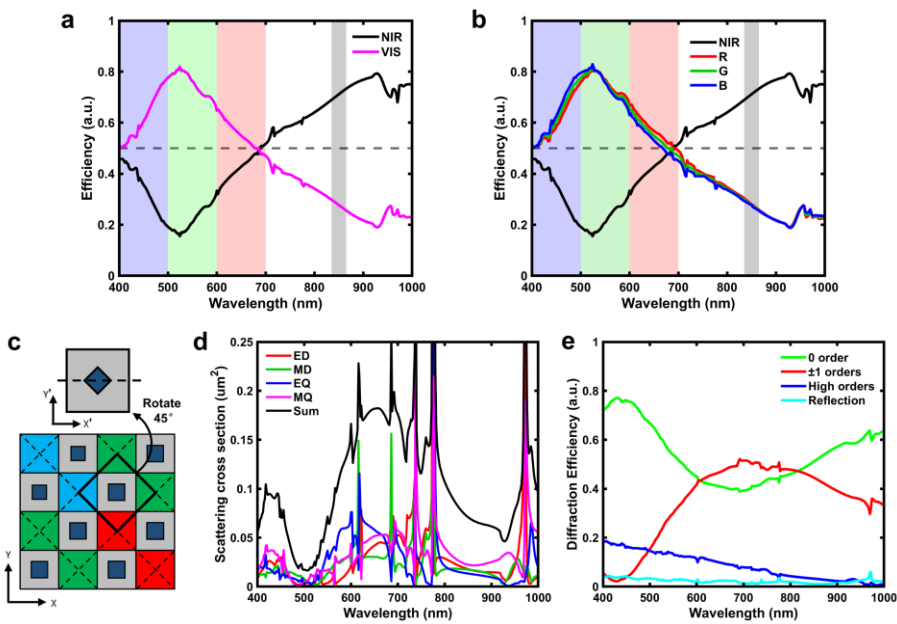 a
NIR
VIS
Efficiency (a.u.)
1
0.8
0.6
0.4
0.2
0
400 500 600 700 800 900 1000
Wavelength (nm)
b
NIR
R
G
B
Efficiency (a.u.)
1
0.8
0.6
0.4
0.2
0
400 500 600 700 800 900 1000
Wavelength (nm)
c
Y'
X'
Rotate
45°
Y
X
d
ED
MD
EQ
MQ
Sum
Scattering cross section (um²)
0.25
0.2
0.15
0.1
0.05
0
400 500 600 700 800 900 1000
Wavelength (nm)
e
0 order
±1 orders
High orders
Reflection
Diffraction Efficiency (a.u.)
1
0.8
0.6
0.4
0.2
0
400 500 600 700 800 900 1000
Wavelength (nm)